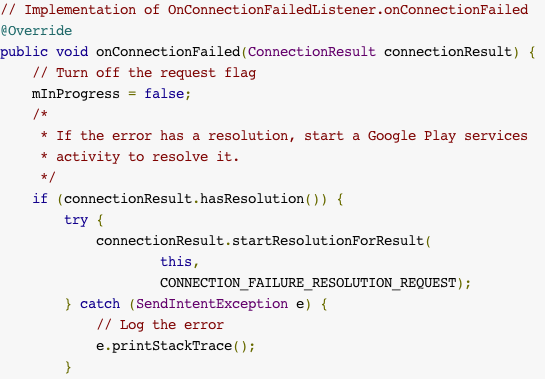 // Implementation of OnConnectionFailedListener.onConnectionFailed
@Override
public void onConnectionFailed(ConnectionResult connectionResult) {
    // Turn off the request flag
    mInProgress = false;
    /*
     * If the error has a resolution, start a Google Play services
     * activity to resolve it.
     */
    if (connectionResult.hasResolution()) {
        try {
            connectionResult.startResolutionForResult(
                    this,
                    CONNECTION_FAILURE_RESOLUTION_REQUEST);
        } catch (SendIntentException e) {
            // Log the error
            e.printStackTrace();
        }